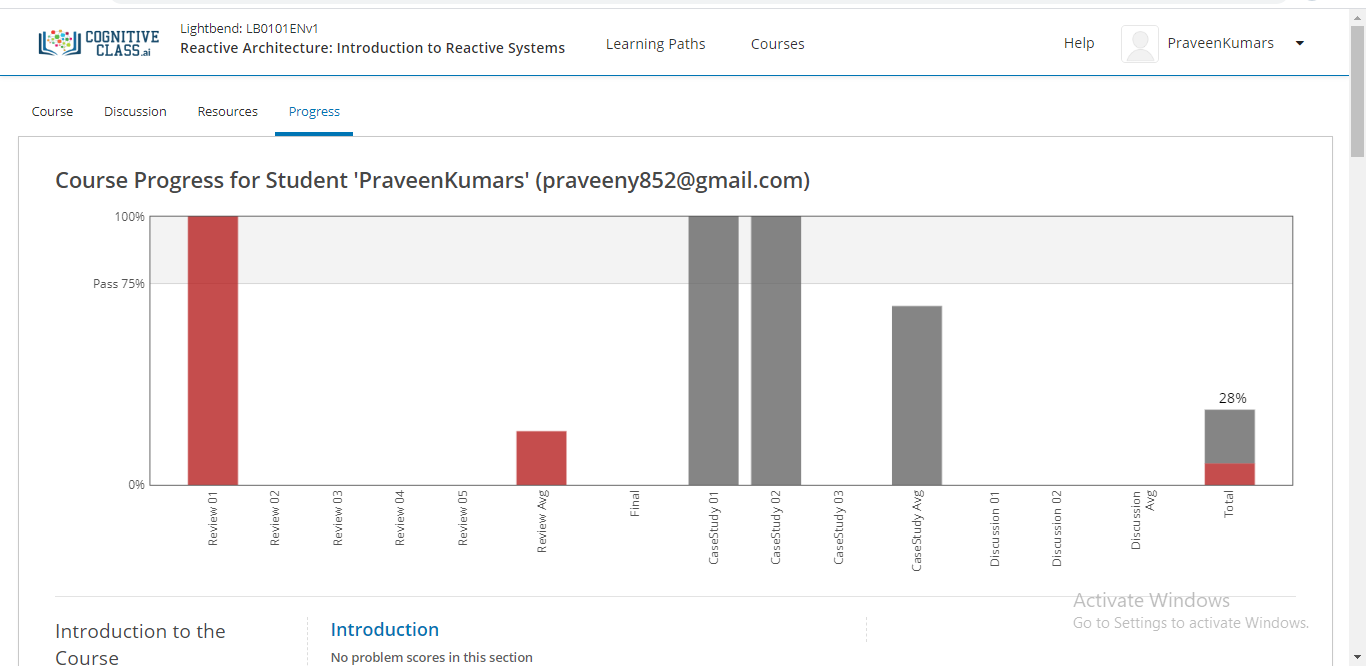 COGNITIVE
CLASS.ai
Lightbend: LB0101ENv1
Reactive Architecture: Introduction to Reactive Systems
Learning Paths
Courses
Help
PraveenKumars
Course
Discussion
Resources
Progress
Course Progress for Student 'PraveenKumars' (praveeny852@gmail.com)
100%
Pass 75%
0%
28%
Review 01
Review 02
Review 03
Review 04
Review 05
Review Avg
Final
CaseStudy 01
CaseStudy 02
CaseStudy 03
CaseStudy Avg
Discussion 01
Discussion 02
Discussion
Avg
Total
Activate Windows
Go to Settings to activate Windows.
Introduction to the
Course
Introduction
No problem scores in this section